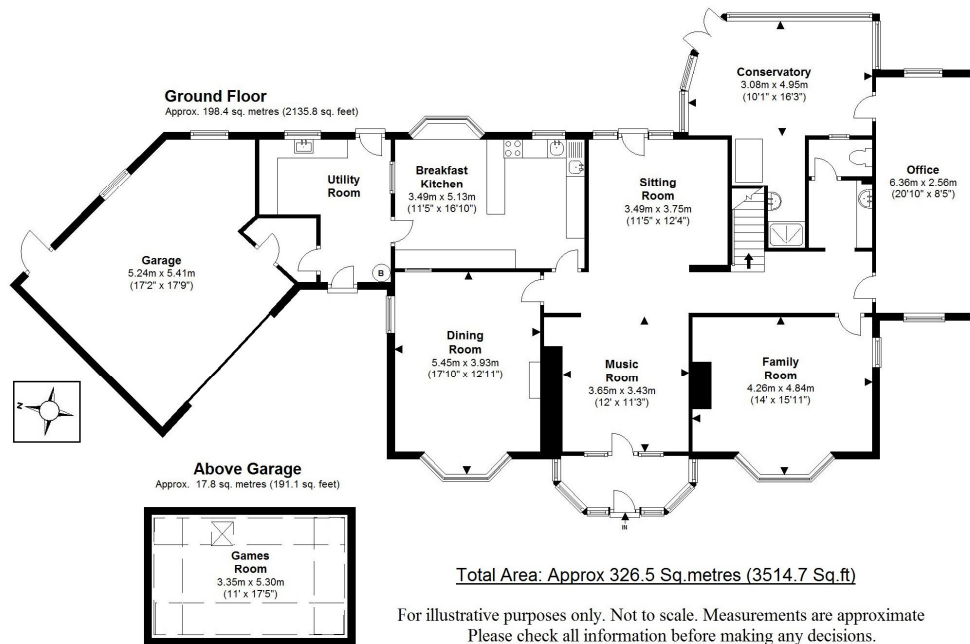 Ground Floor
Approx. 198.4 sq. metres (2135.8 sq. feet)
Conservatory
3.08m x 4.95m
(10'1" x 16'3")
Utility
Room
Breakfast
Kitchen
3.49m x 5.13m
(11'5" x 16'10")
Sitting
Room
3.49m x 3.75m
(11'5" x 12'4")
Office
6.36m x 2.56m
(20'10" x 8'5")
Garage
5.24m x 5.41m
(17'2" x 17'9")
B
Dining
Room
5.45m x 3.93m
(17'10" x 12'11")
Music
Room
3.65m x 3.43m
(12' x 11'3")
Family
Room
4.26m x 4.84m
(14' x 15'11")
N
IN
Above Garage
Approx. 17.8 sq. metres (191.1 sq. feet)
Games
Room
3.35m x 5.30m
(11' x 17'5")
Total Area: Approx 326.5 Sq.metres (3514.7 Sq.ft)
For illustrative purposes only. Not to scale. Measurements are approximate
Please check all information before making any decisions.